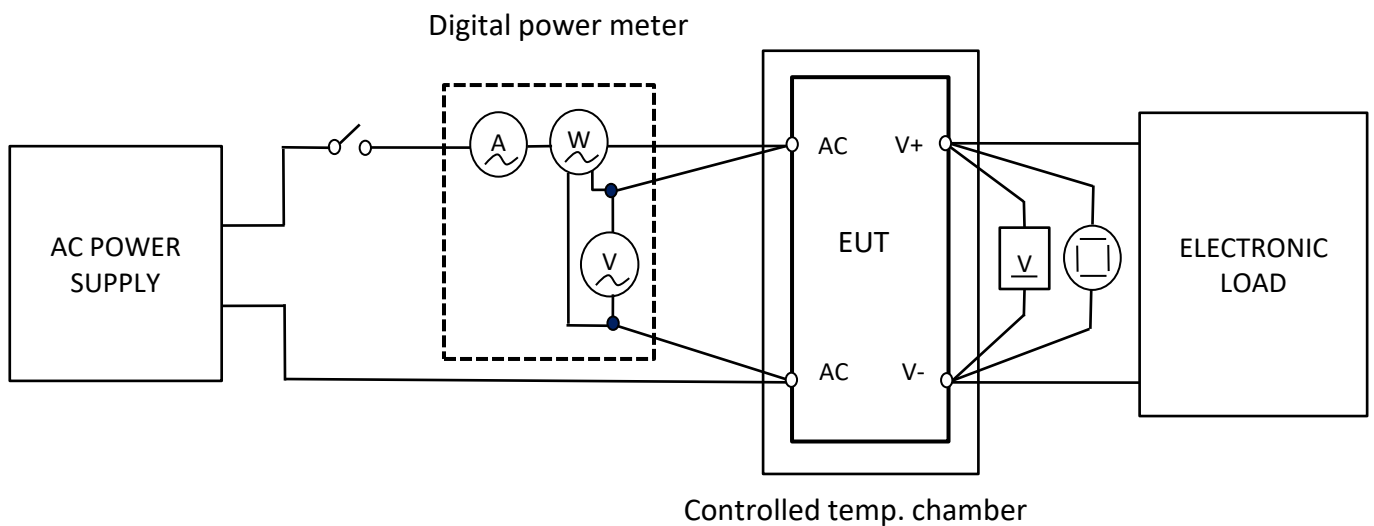 Digital power meter
A
W
AC
V+
AC POWER
SUPPLY
V
EUT
V
ELECTRONIC
LOAD
AC
V-
Controlled temp. chamber